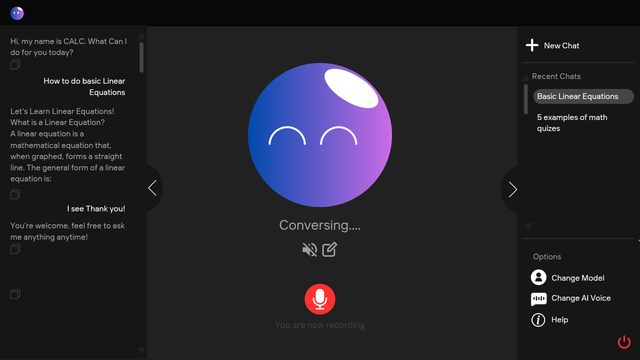 Hi, my name is CALC. What Can I
do for you today?
How to do basic Linear
Equations
Let's Learn Linear Equations!
What is a Linear Equation?
A linear equation is a
mathematical equation that,
when graphed, forms a straight
line. The general form of a linear
equation is:
I see Thank you!
You're welcome, feel free to ask
me anything anytime!
Conversing....
You are now recording
New Chat
Recent Chats
Basic Linear Equations
5 examples of math
quizes
Options
Change Model
Change AI Voice
Help